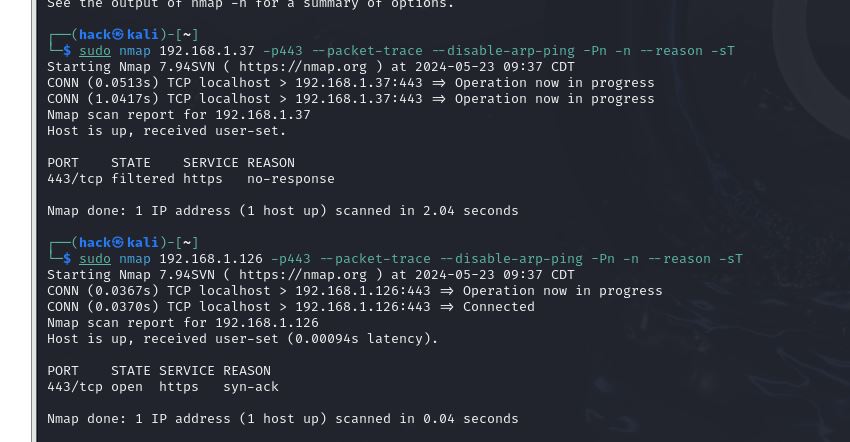 See the output of nmap -h for a summary of options.
┌──(hack㉿kali)-[~]
└─$ sudo nmap 192.168.1.37 -p443 --packet-trace --disable-arp-ping -Pn -n --reason -sT
Starting Nmap 7.94SVN ( https://nmap.org ) at 2024-05-23 09:37 CDT
CONN (0.0513s) TCP localhost > 192.168.1.37:443 => Operation now in progress
CONN (1.0417s) TCP localhost > 192.168.1.37:443 => Operation now in progress
Nmap scan report for 192.168.1.37
Host is up, received user-set.
PORT    STATE    SERVICE REASON
443/tcp filtered https   no-response
Nmap done: 1 IP address (1 host up) scanned in 2.04 seconds
┌──(hack㉿kali)-[~]
└─$ sudo nmap 192.168.1.126 -p443 --packet-trace --disable-arp-ping -Pn -n --reason -sT
Starting Nmap 7.94SVN ( https://nmap.org ) at 2024-05-23 09:37 CDT
CONN (0.0367s) TCP localhost > 192.168.1.126:443 => Operation now in progress
CONN (0.0370s) TCP localhost > 192.168.1.126:443 => Connected
Nmap scan report for 192.168.1.126
Host is up, received user-set (0.00094s latency).
PORT    STATE SERVICE REASON
443/tcp open  https   syn-ack
Nmap done: 1 IP address (1 host up) scanned in 0.04 seconds